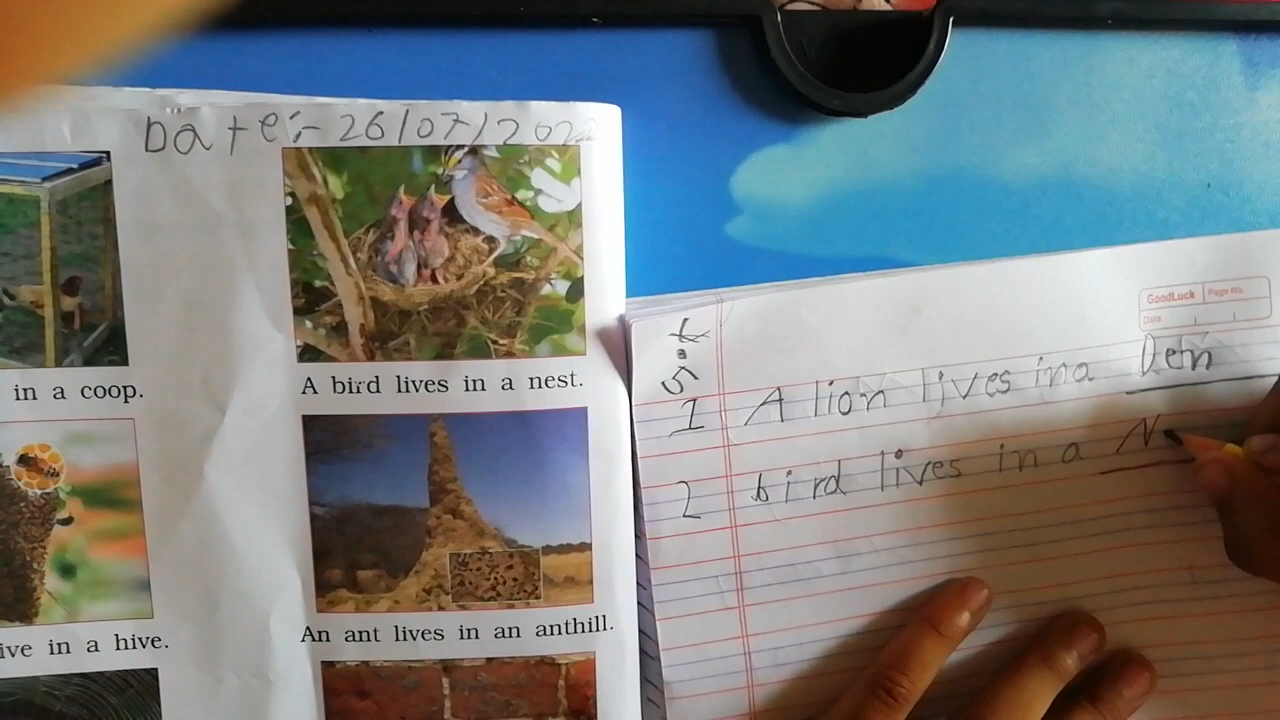 Date:- 26/07/202
in a coop.
A bird lives in a nest.
ive in a hive.
An ant lives in an anthill.
GoodLuck
Page No.
Date
1 A lion lives in a Den
2 bird lives in a N